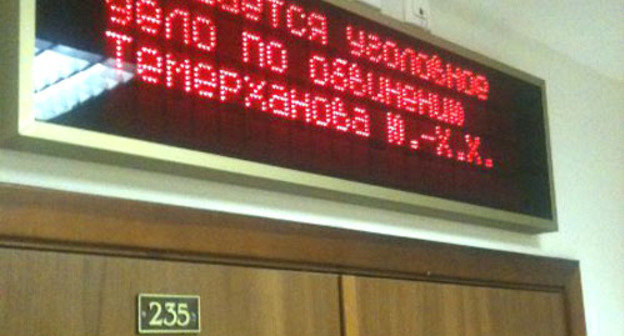 уголовное
дело по обвинению
Темерханова Ю.-Х.Х.
235